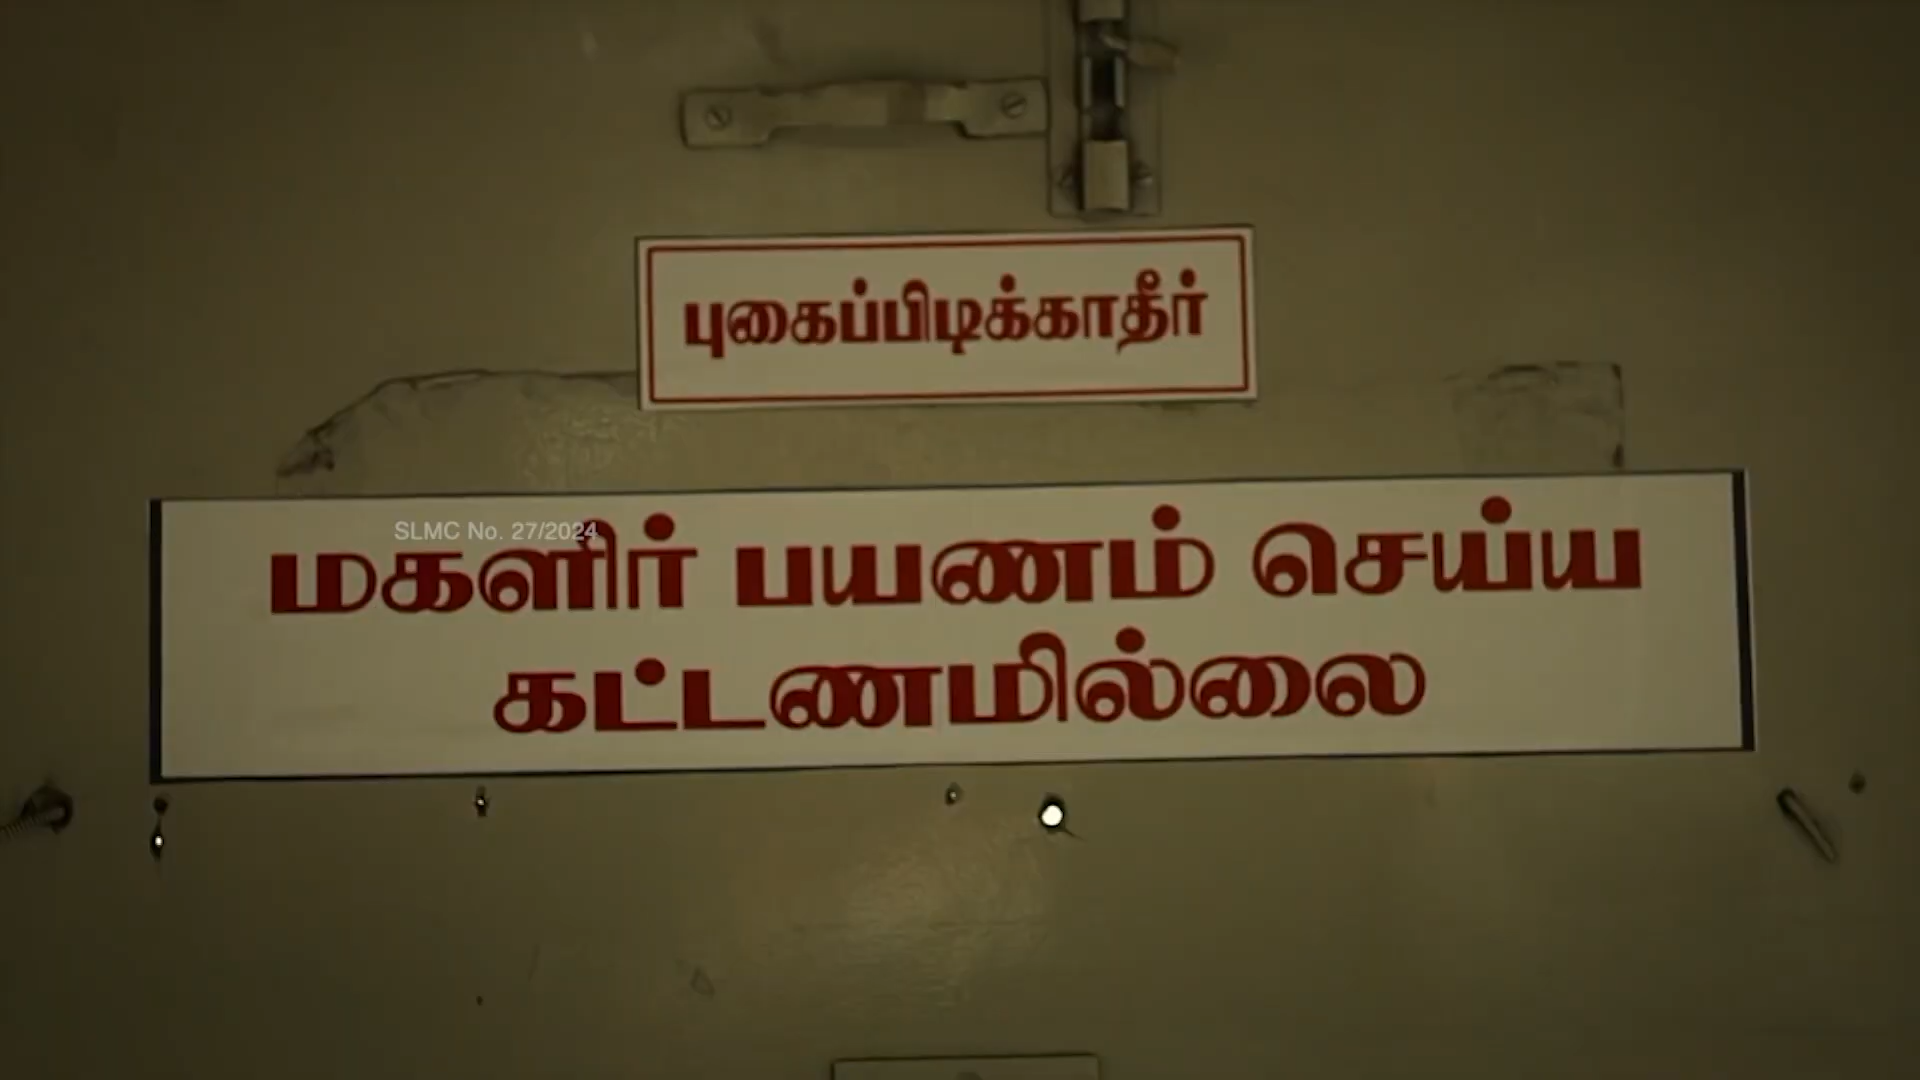 புகைப்பிடிக்காதீர்
SLMC No. 27/2024
மகளிர் பயணம் செய்ய
கட்டணமில்லை